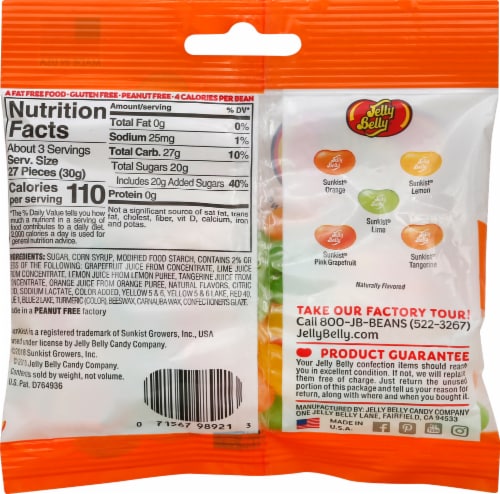 A FAT FREE FOOD · GLUTEN FREE · PEANUT FREE · 4 CALORIES PER BEAN
Nutrition
Facts
About 3 Servings
Serv. Size
27 Pieces (30g)
Calories
per serving 110
Amount/serving % DV*
Total Fat 0g 0%
Sodium 25mg 1%
Total Carb. 27g 10%
Total Sugars 20g
Includes 20g Added Sugars 40%
Protein 0g
*The % Daily Value tells you how
much a nutrient in a serving of
food contributes to a daily diet.
2,000 calories a day is used for
general nutrition advice.
Not a significant source of sat fat, trans
fat, cholest, fiber, vit D, calcium, iron
and potas.
INGREDIENTS: SUGAR, CORN SYRUP, MODIFIED FOOD STARCH, CONTAINS 2% OR
LESS OF THE FOLLOWING: GRAPEFRUIT JUICE FROM CONCENTRATE, LIME JUICE
FROM CONCENTRATE, LEMON JUICE FROM LEMON PUREE, TANGERINE JUICE FROM
CONCENTRATE, ORANGE JUICE FROM ORANGE PUREE, NATURAL FLAVORS, CITRIC
ACID, SODIUM LACTATE, COLOR ADDED, YELLOW 5 & 6, YELLOW 5 & 6 LAKE, RED 40,
BLUE 1, BLUE 2 LAKE, TURMERIC (COLOR), BEESWAX, CARNAUBA WAX, CONFECTIONER'S GLAZE.
Made in a PEANUT FREE factory
Sunkist is a registered trademark of Sunkist Growers, Inc., USA
used under license by Jelly Belly Candy Company.
©2018 Sunkist Growers, Inc.
Jelly Belly Candy Company.
Contents sold by weight, not volume.
U.S. Pat. D764936
0 71567 98921 3
Jelly
Belly
Sunkist®
Orange
Sunkist®
Lemon
Sunkist®
Lime
Sunkist®
Pink Grapefruit
Sunkist®
Tangerine
Naturally Flavored
TAKE OUR FACTORY TOUR!
Call 800-JB-BEANS (522-3267)
JellyBelly.com
PRODUCT GUARANTEE
Your Jelly Belly confection items should reach
you in excellent condition. If not, we will replace
them free of charge. Just return the unused
portion of this package and tell us your reason for
return, along with where and when you bought it.
MANUFACTURED BY: JELLY BELLY CANDY COMPANY
ONE JELLY BELLY LANE, FAIRFIELD, CA 94533
MADE IN
U.S.A.